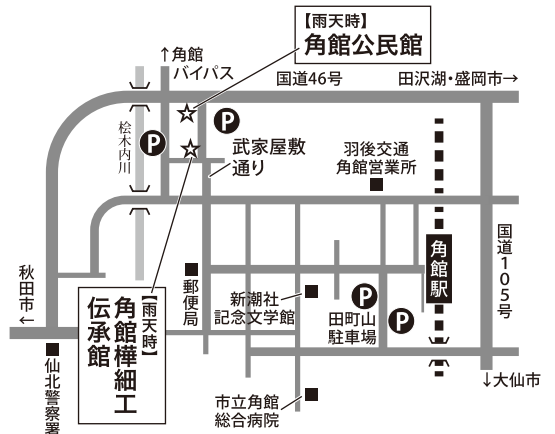 【雨天時】
角館公民館
↑角館
バイパス
国道46号
田沢湖・盛岡市→
桧木内川
P
P
武家屋敷
通り
羽後交通
角館営業所
角館駅
国道105号
秋田市←
【雨天時】
角館樺細工
伝承館
郵便局
新潮社
記念文学館
P
田町山
駐車場
P
仙北警察署
市立角館
総合病院
↓大仙市